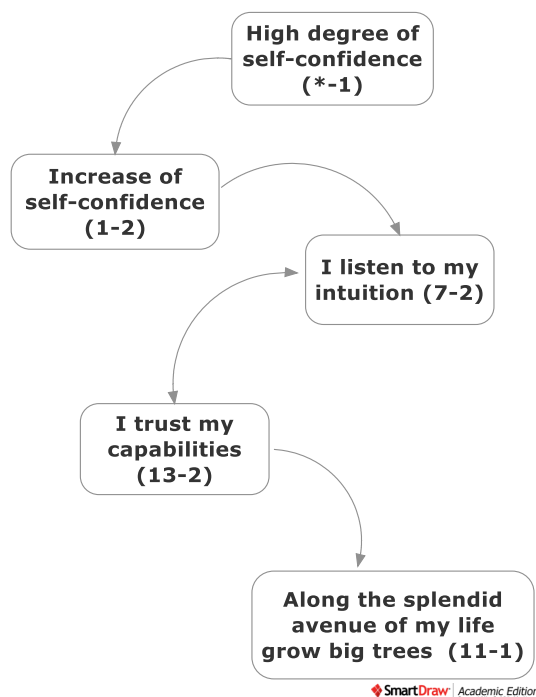 High degree of
self-confidence
(*-1)
Increase of
self-confidence
(1-2)
I listen to my
intuition (7-2)
I trust my
capabilities
(13-2)
Along the splendid
avenue of my life
grow big trees (11-1)
SmartDraw Academic Edition